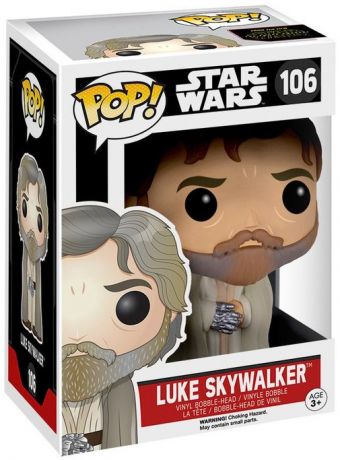 POP!
STAR
WARS
106
POP!
106
LUKE SKYWALKER™
VINYL BOBBLE-HEAD / VINYLE BOBBLE
LA TÊTE / BOBBLE-HEAD DE VINIL
WARNING! Choking Hazard.
May contain small parts.
AGE
3+